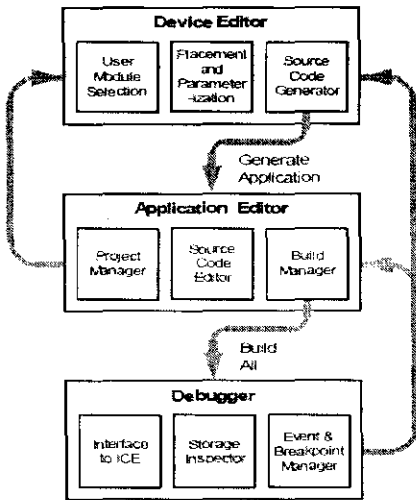 Device Editor
User
Module
Selection
Placement
and
Parameter
-ization
Source
Code
Generator
Generate
Application
Application Editor
Project
Manager
Source
Code
Editor
Build
Manager
Build
All
Debugger
Interface
to ICE
Storage
Inspector
Event &
Breakpoint
Manager